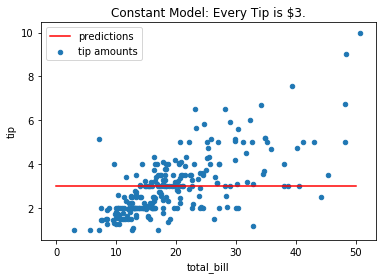 Constant Model: Every Tip is $3.
predictions
tip amounts
10
8
6
4
2
tip
0 10 20 30 40 50
total_bill